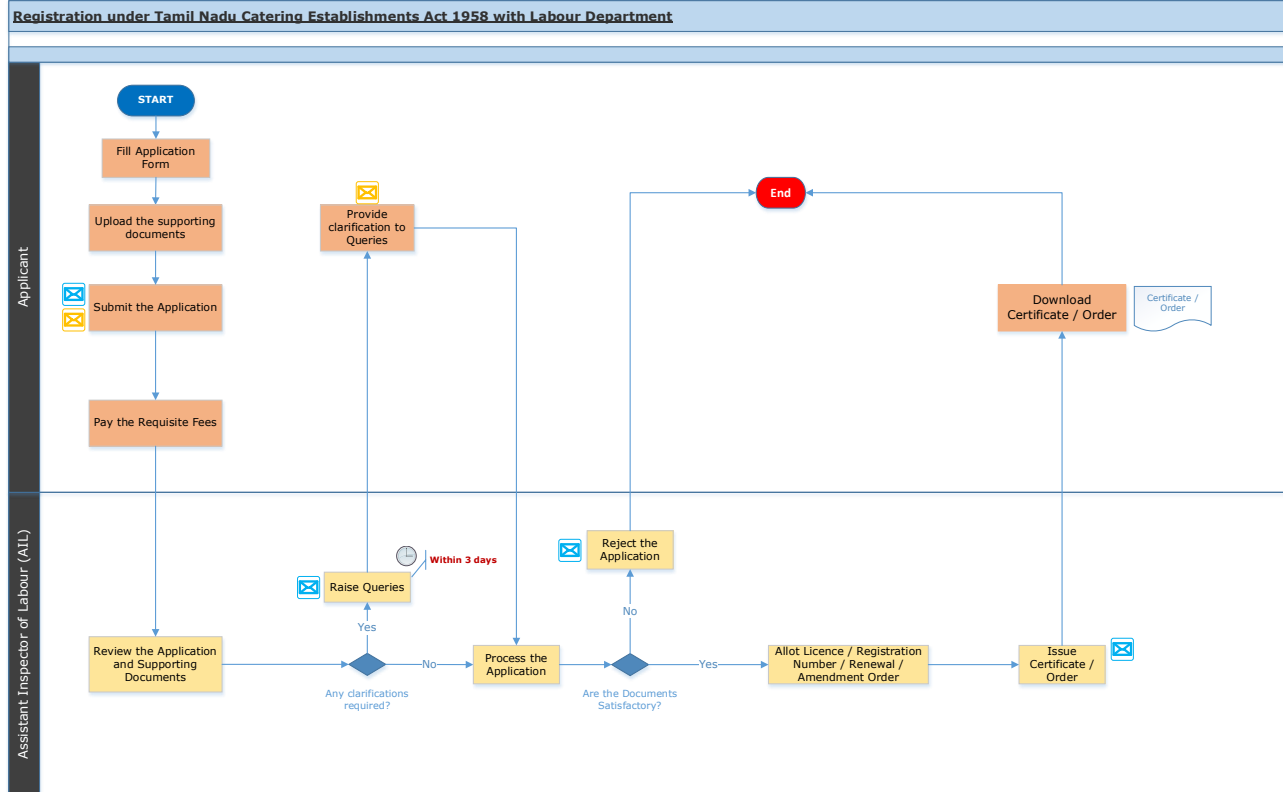 Registration under Tamil Nadu Catering Establishments Act 1958 with Labour Department
Applicant
START
Fill Application
Form
Upload the supporting
documents
Submit the Application
Pay the Requisite Fees
Provide
clarification to
Queries
End
Download
Certificate / Order
Certificate /
Order
Assistant Inspector of Labour (AIL)
Review the Application
and Supporting
Documents
Raise Queries
Within 3 days
Yes
No
Any clarifications
required?
Process the
Application
Reject the
Application
No
Yes
Are the Documents
Satisfactory?
Allot Licence / Registration
Number / Renewal /
Amendment Order
Issue
Certificate /
Order